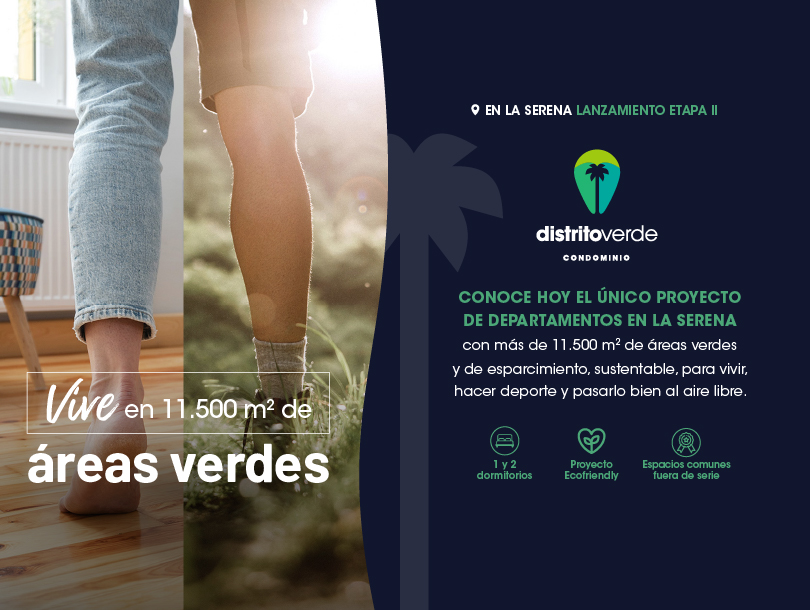 Vive en 11.500 m² de
áreas verdes
EN LA SERENA LANZAMIENTO ETAPA II
distritoverde
CONDOMINIO
CONOCE HOY EL ÚNICO PROYECTO
DE DEPARTAMENTOS EN LA SERENA
con más de 11.500 m² de áreas verdes
y de esparcimiento, sustentable, para vivir,
hacer deporte y pasarlo bien al aire libre.
1 y 2
dormitorios
Proyecto
Ecofriendly
Espacios comunes
fuera de serie